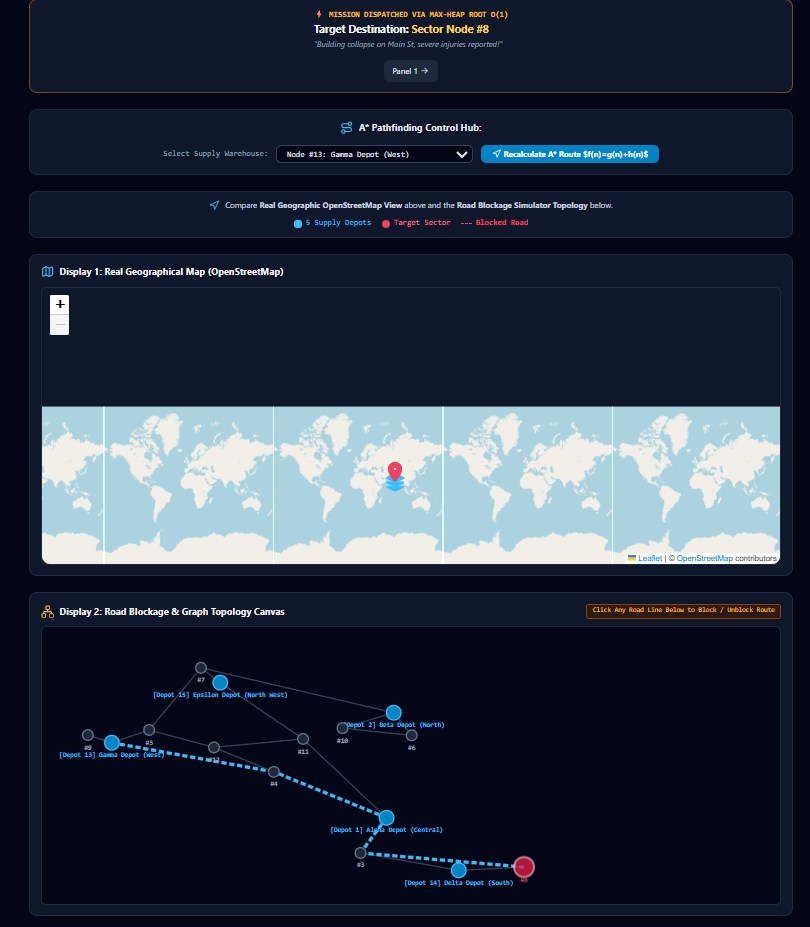 MISSION DISPATCHED VIA MAX-HEAP ROOT O(1)
Target Destination: Sector Node #8
"Building collapse on Main St, severe injuries reported!"
Panel 1 →
A* Pathfinding Control Hub:
Select Supply Warehouse: Node #13: Gamma Depot (West) Recalculate A* Route $f(n)=g(n)+h(n)$
Compare Real Geographic OpenStreetMap View above and the Road Blockage Simulator Topology below.
5 Supply Depots Target Sector --- Blocked Road
Display 1: Real Geographical Map (OpenStreetMap)
+
−
Leaflet | © OpenStreetMap contributors
Display 2: Road Blockage & Graph Topology Canvas
Click Any Road Line Below to Block / Unblock Route
#7
[Depot 15] Epsilon Depot (North West)
[Depot 2] Beta Depot (North)
#10
#6
#9
#5
[Depot 13] Gamma Depot (West)
#12
#11
#4
[Depot 1] Alpha Depot (Central)
#3
[Depot 14] Delta Depot (South)
#8